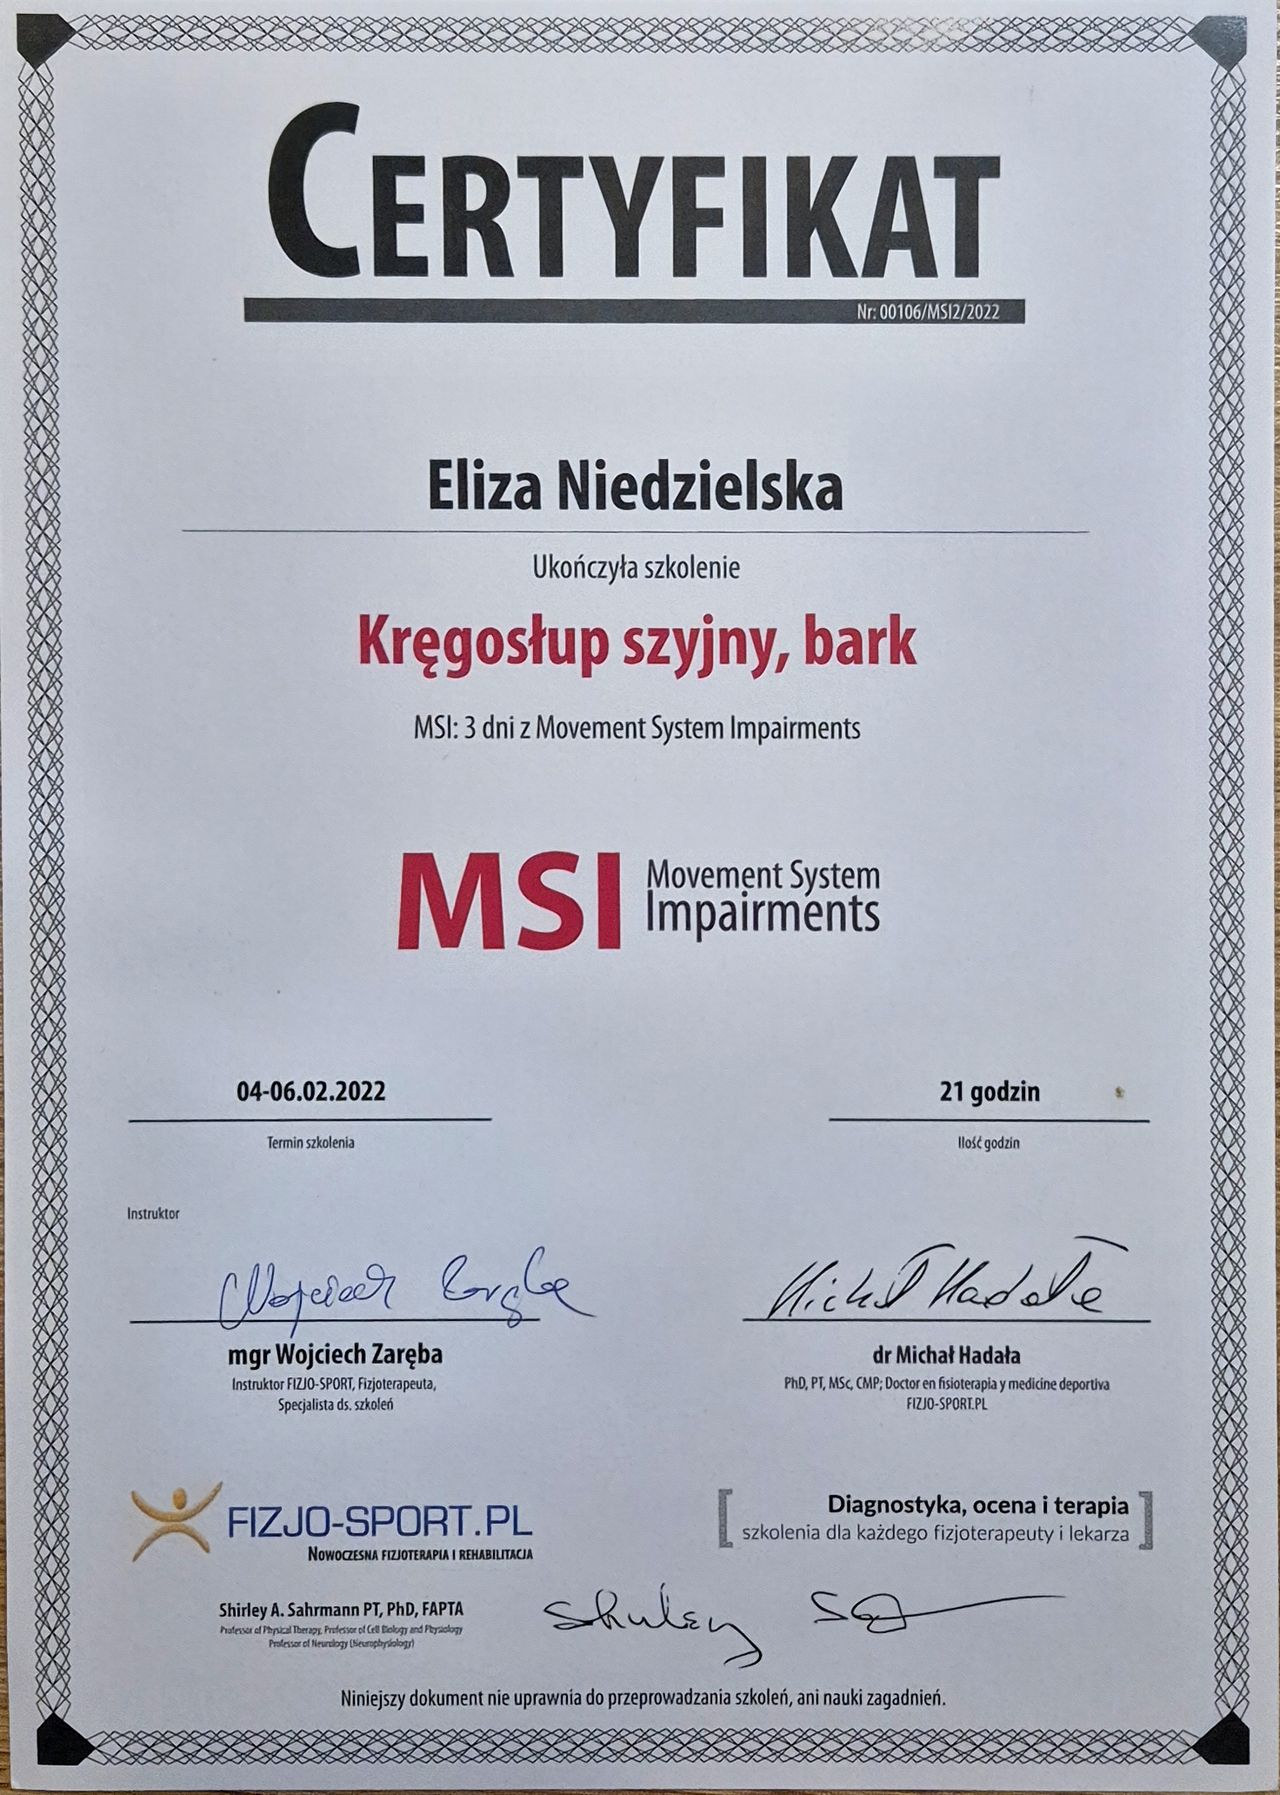 CERTYFIKAT
Nr: 00106/MSI2/2022
Eliza Niedzielska
Ukończyła szkolenie
Kręgosłup szyjny, bark
MSI: 3 dni z Movement System Impairments
MSI Movement System
Impairments
04-06.02.2022
Termin szkolenia
21 godzin
Ilość godzin
Instruktor
Wojciech Zaręba
mgr Wojciech Zaręba
Instruktor FIZJO-SPORT, Fizjoterapeuta,
Specjalista ds. szkoleń
Michał Hadała
dr Michał Hadała
PhD, PT, MSc, CMP; Doctor en fisioterapia y medicine deportiva
FIZJO-SPORT.PL
FIZJO-SPORT.PL
NOWOCZESNA FIZJOTERAPIA I REHABILITACJA
Diagnostyka, ocena i terapia
szkolenia dla każdego fizjoterapeuty i lekarza
Shirley A. Sahrmann PT, PhD, FAPTA
Professor of Physical Therapy, Professor of Cell Biology and Physiology
Professor of Neurology (Neurophysiology)
Shirley
Niniejszy dokument nie uprawnia do przeprowadzania szkoleń, ani nauki zagadnień.